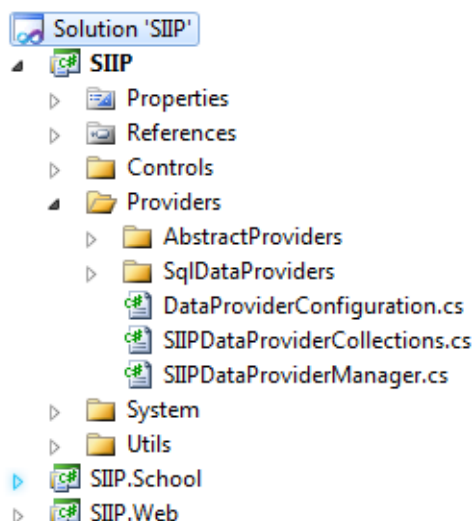 Solution 'SIIP'
SIIP
Properties
References
Controls
Providers
AbstractProviders
SqlDataProviders
DataProviderConfiguration.cs
SIIPDataProviderCollections.cs
SIIPDataProviderManager.cs
System
Utils
SIIP.School
SIIP.Web